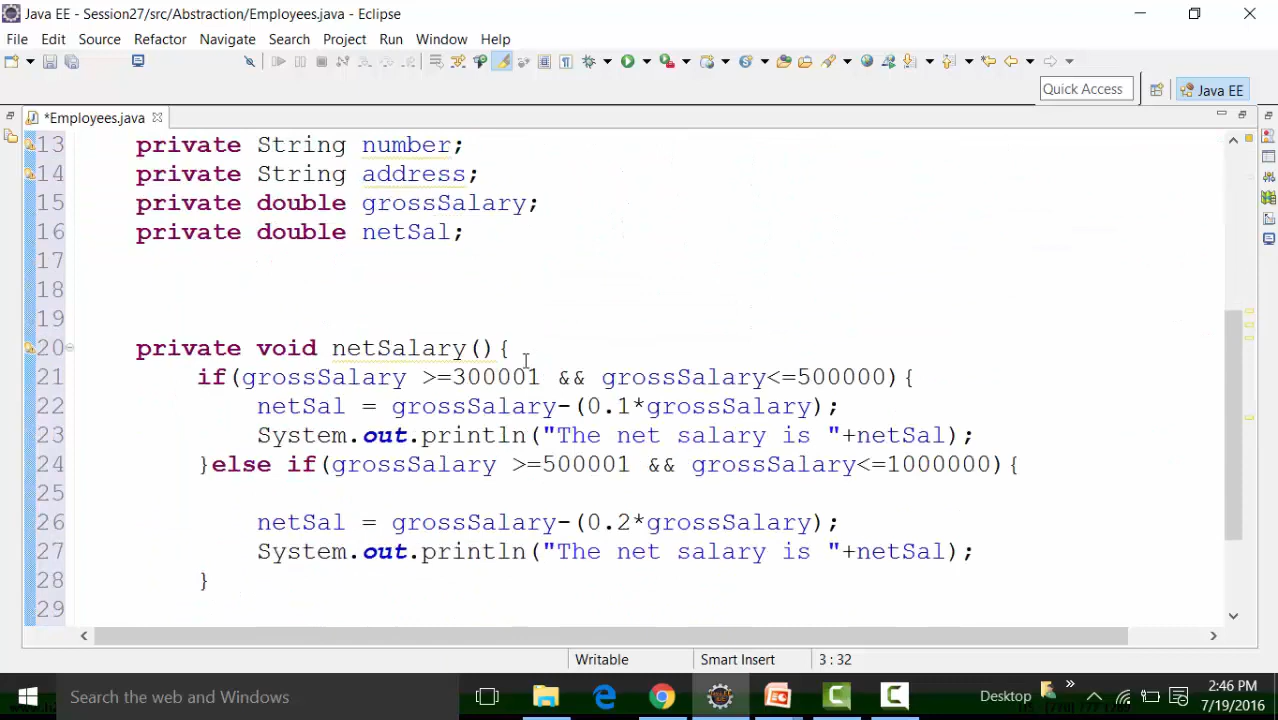 Java EE - Session27/src/Abstraction/Employees.java - Eclipse
File Edit Source Refactor Navigate Search Project Run Window Help
Quick Access
Java EE
*Employees.java
13 private String number;
14 private String address;
15 private double grossSalary;
16 private double netSal;
17
18
19
20 private void netSalary(){
21 if(grossSalary >=300001 && grossSalary<=500000){
22 netSal = grossSalary-(0.1*grossSalary);
23 System.out.println("The net salary is "+netSal);
24 }else if(grossSalary >=500001 && grossSalary<=1000000){
25
26 netSal = grossSalary-(0.2*grossSalary);
27 System.out.println("The net salary is "+netSal);
28 }
29
Writable Smart Insert 3 : 32
Search the web and Windows
Desktop
2:46 PM
7/19/2016